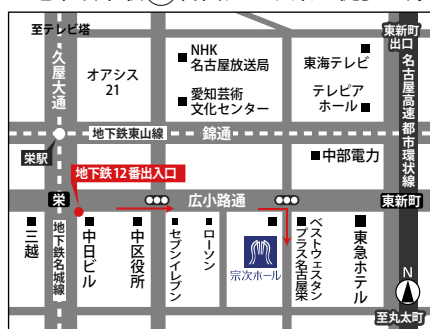 至テレビ塔
東新町
出口
久屋大通
オアシス
21
NHK
名古屋放送局
愛知芸術
文化センター
東海テレビ
テレピア
ホール
名古屋高速都市環状線
地下鉄東山線
錦通
栄駅
中部電力
地下鉄12番出入口
栄
広小路通
東新町
三越
地下鉄名城線
中日ビル
中区役所
セブンイレブン
ローソン
宗次ホール
ベストウェスタン
プラス名古屋栄
東急ホテル
N
至丸太町